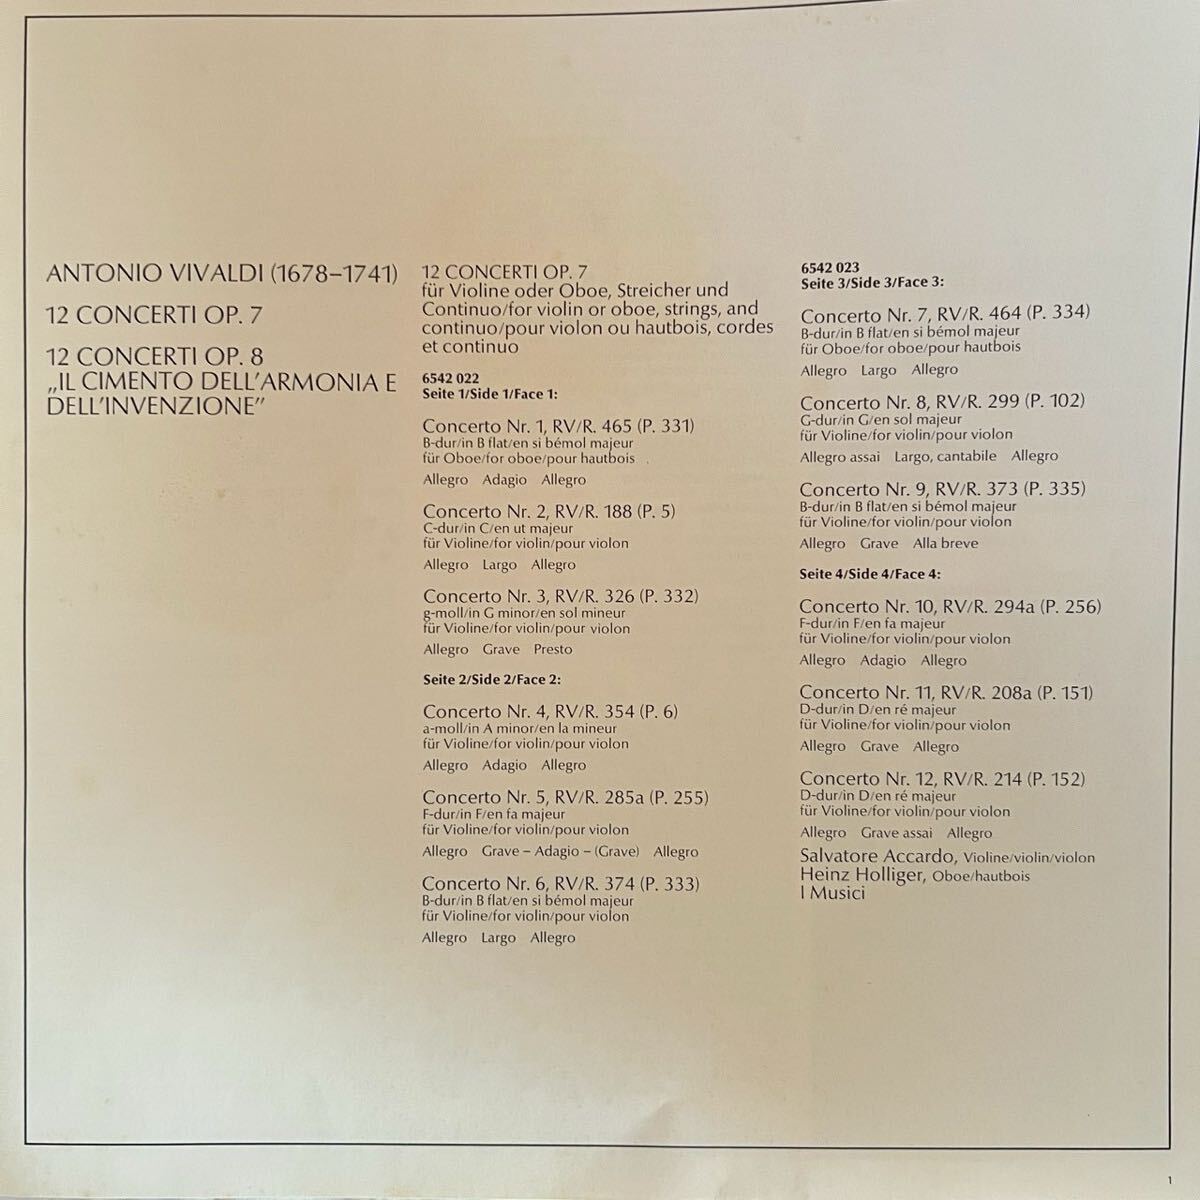 ANTONIO VIVALDI (1678–1741)
12 CONCERTI OP. 7
12 CONCERTI OP. 8
„IL CIMENTO DELL'ARMONIA E
DELL'INVENZIONE”
12 CONCERTI OP. 7
für Violine oder Oboe, Streicher und
Continuo/for violin or oboe, strings, and
continuo/pour violon ou hautbois, cordes
et continuo
6542 022
Seite 1/Side 1/Face 1:
Concerto Nr. 1, RV/R. 465 (P. 331)
B-dur/in B flat/en si bémol majeur
für Oboe/for oboe/pour hautbois
Allegro Adagio Allegro
Concerto Nr. 2, RV/R. 188 (P. 5)
C-dur/in C/en ut majeur
für Violine/for violin/pour violon
Allegro Largo Allegro
Concerto Nr. 3, RV/R. 326 (P. 332)
g-moll/in G minor/en sol mineur
für Violine/for violin/pour violon
Allegro Grave Presto
Seite 2/Side 2/Face 2:
Concerto Nr. 4, RV/R. 354 (P. 6)
a-moll/in A minor/en la mineur
für Violine/for violin/pour violon
Allegro Adagio Allegro
Concerto Nr. 5, RV/R. 285a (P. 255)
F-dur/in F/en fa majeur
für Violine/for violin/pour violon
Allegro Grave – Adagio – (Grave) Allegro
Concerto Nr. 6, RV/R. 374 (P. 333)
B-dur/in B flat/en si bémol majeur
für Violine/for violin/pour violon
Allegro Largo Allegro
6542 023
Seite 3/Side 3/Face 3:
Concerto Nr. 7, RV/R. 464 (P. 334)
B-dur/in B flat/en si bémol majeur
für Oboe/for oboe/pour hautbois
Allegro Largo Allegro
Concerto Nr. 8, RV/R. 299 (P. 102)
G-dur/in G/en sol majeur
für Violine/for violin/pour violon
Allegro assai Largo, cantabile Allegro
Concerto Nr. 9, RV/R. 373 (P. 335)
B-dur/in B flat/en si bémol majeur
für Violine/for violin/pour violon
Allegro Grave Alla breve
Seite 4/Side 4/Face 4:
Concerto Nr. 10, RV/R. 294a (P. 256)
F-dur/in F/en fa majeur
für Violine/for violin/pour violon
Allegro Adagio Allegro
Concerto Nr. 11, RV/R. 208a (P. 151)
D-dur/in D/en ré majeur
für Violine/for violin/pour violon
Allegro Grave Allegro
Concerto Nr. 12, RV/R. 214 (P. 152)
D-dur/in D/en ré majeur
für Violine/for violin/pour violon
Allegro Grave assai Allegro
Salvatore Accardo, Violine/violin/violon
Heinz Holliger, Oboe/hautbois
I Musici
1